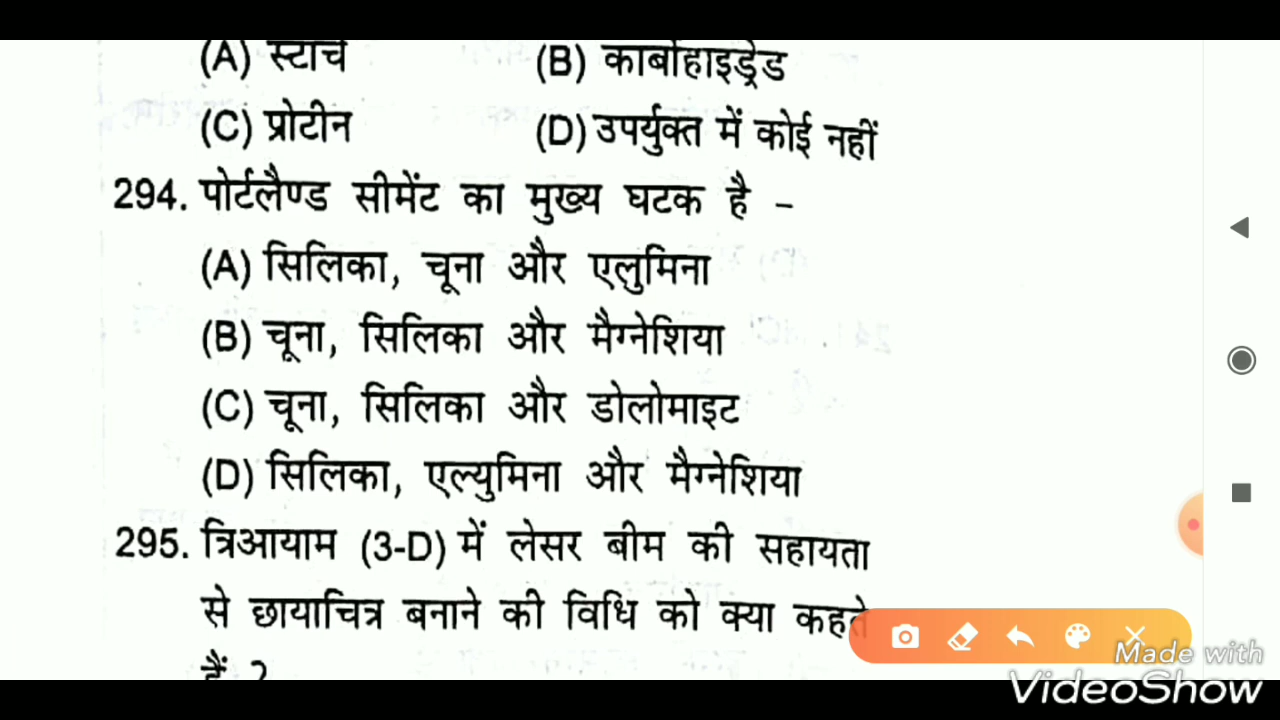 (A) स्टार्च (B) कार्बोहाइड्रेड
(C) प्रोटीन (D) उपर्युक्त में कोई नहीं
294. पोर्टलैण्ड सीमेंट का मुख्य घटक है –
(A) सिलिका, चूना और एलुमिना
(B) चूना, सिलिका और मैग्नेशिया
(C) चूना, सिलिका और डोलोमाइट
(D) सिलिका, एल्युमिना और मैग्नेशिया
295. त्रिआयाम (3-D) में लेसर बीम की सहायता
से छायाचित्र बनाने की विधि को क्या कहते
हैं ?
Made with
VideoShow